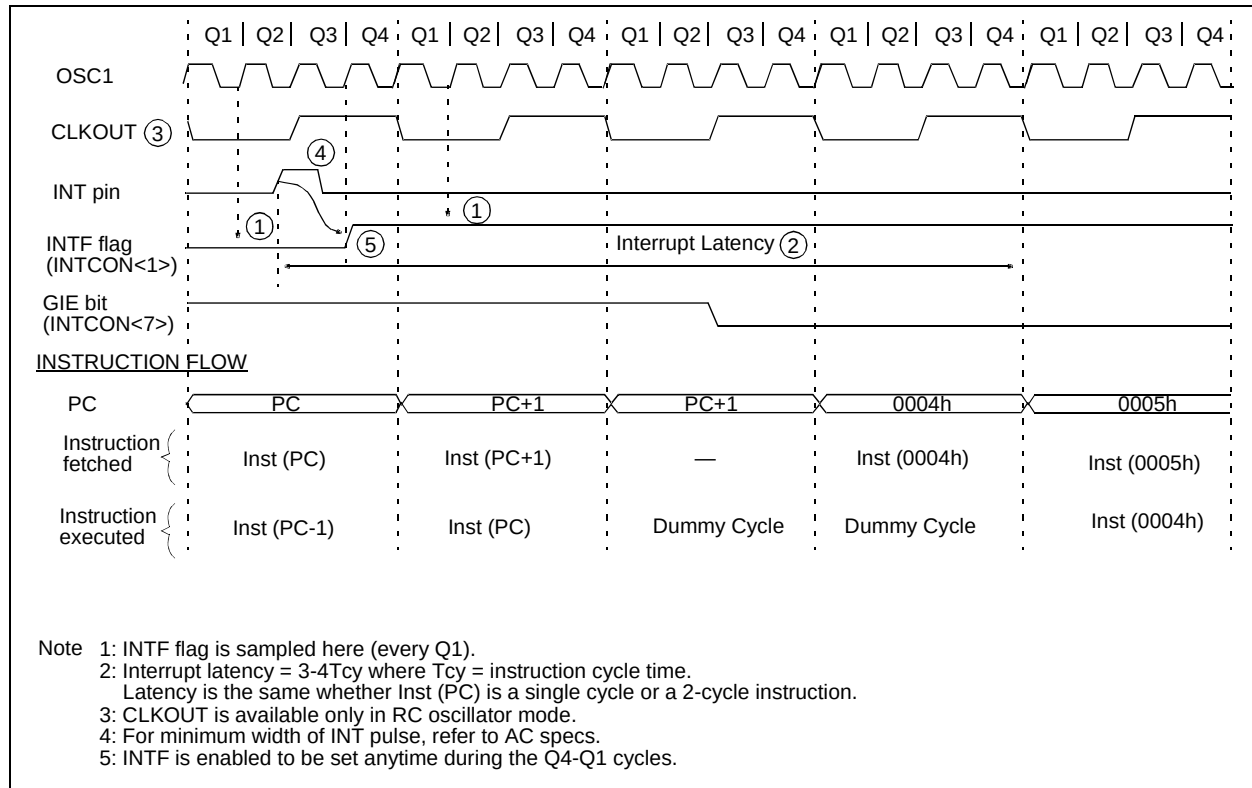 Q1 | Q2 | Q3 | Q4 Q1 | Q2 | Q3 | Q4 Q1 | Q2 | Q3 | Q4 Q1 | Q2 | Q3 | Q4 Q1 | Q2 | Q3 | Q4
OSC1
CLKOUT 3
4
INT pin
1 1
INTF flag 5 Interrupt Latency 2
(INTCON<1>)
GIE bit
(INTCON<7>)
INSTRUCTION FLOW
PC PC PC+1 PC+1 0004h 0005h
Instruction
fetched Inst (PC) Inst (PC+1) — Inst (0004h) Inst (0005h)
Instruction
executed Inst (PC-1) Inst (PC) Dummy Cycle Dummy Cycle Inst (0004h)
Note 1: INTF flag is sampled here (every Q1).
2: Interrupt latency = 3-4Tcy where Tcy = instruction cycle time.
Latency is the same whether Inst (PC) is a single cycle or a 2-cycle instruction.
3: CLKOUT is available only in RC oscillator mode.
4: For minimum width of INT pulse, refer to AC specs.
5: INTF is enabled to be set anytime during the Q4-Q1 cycles.